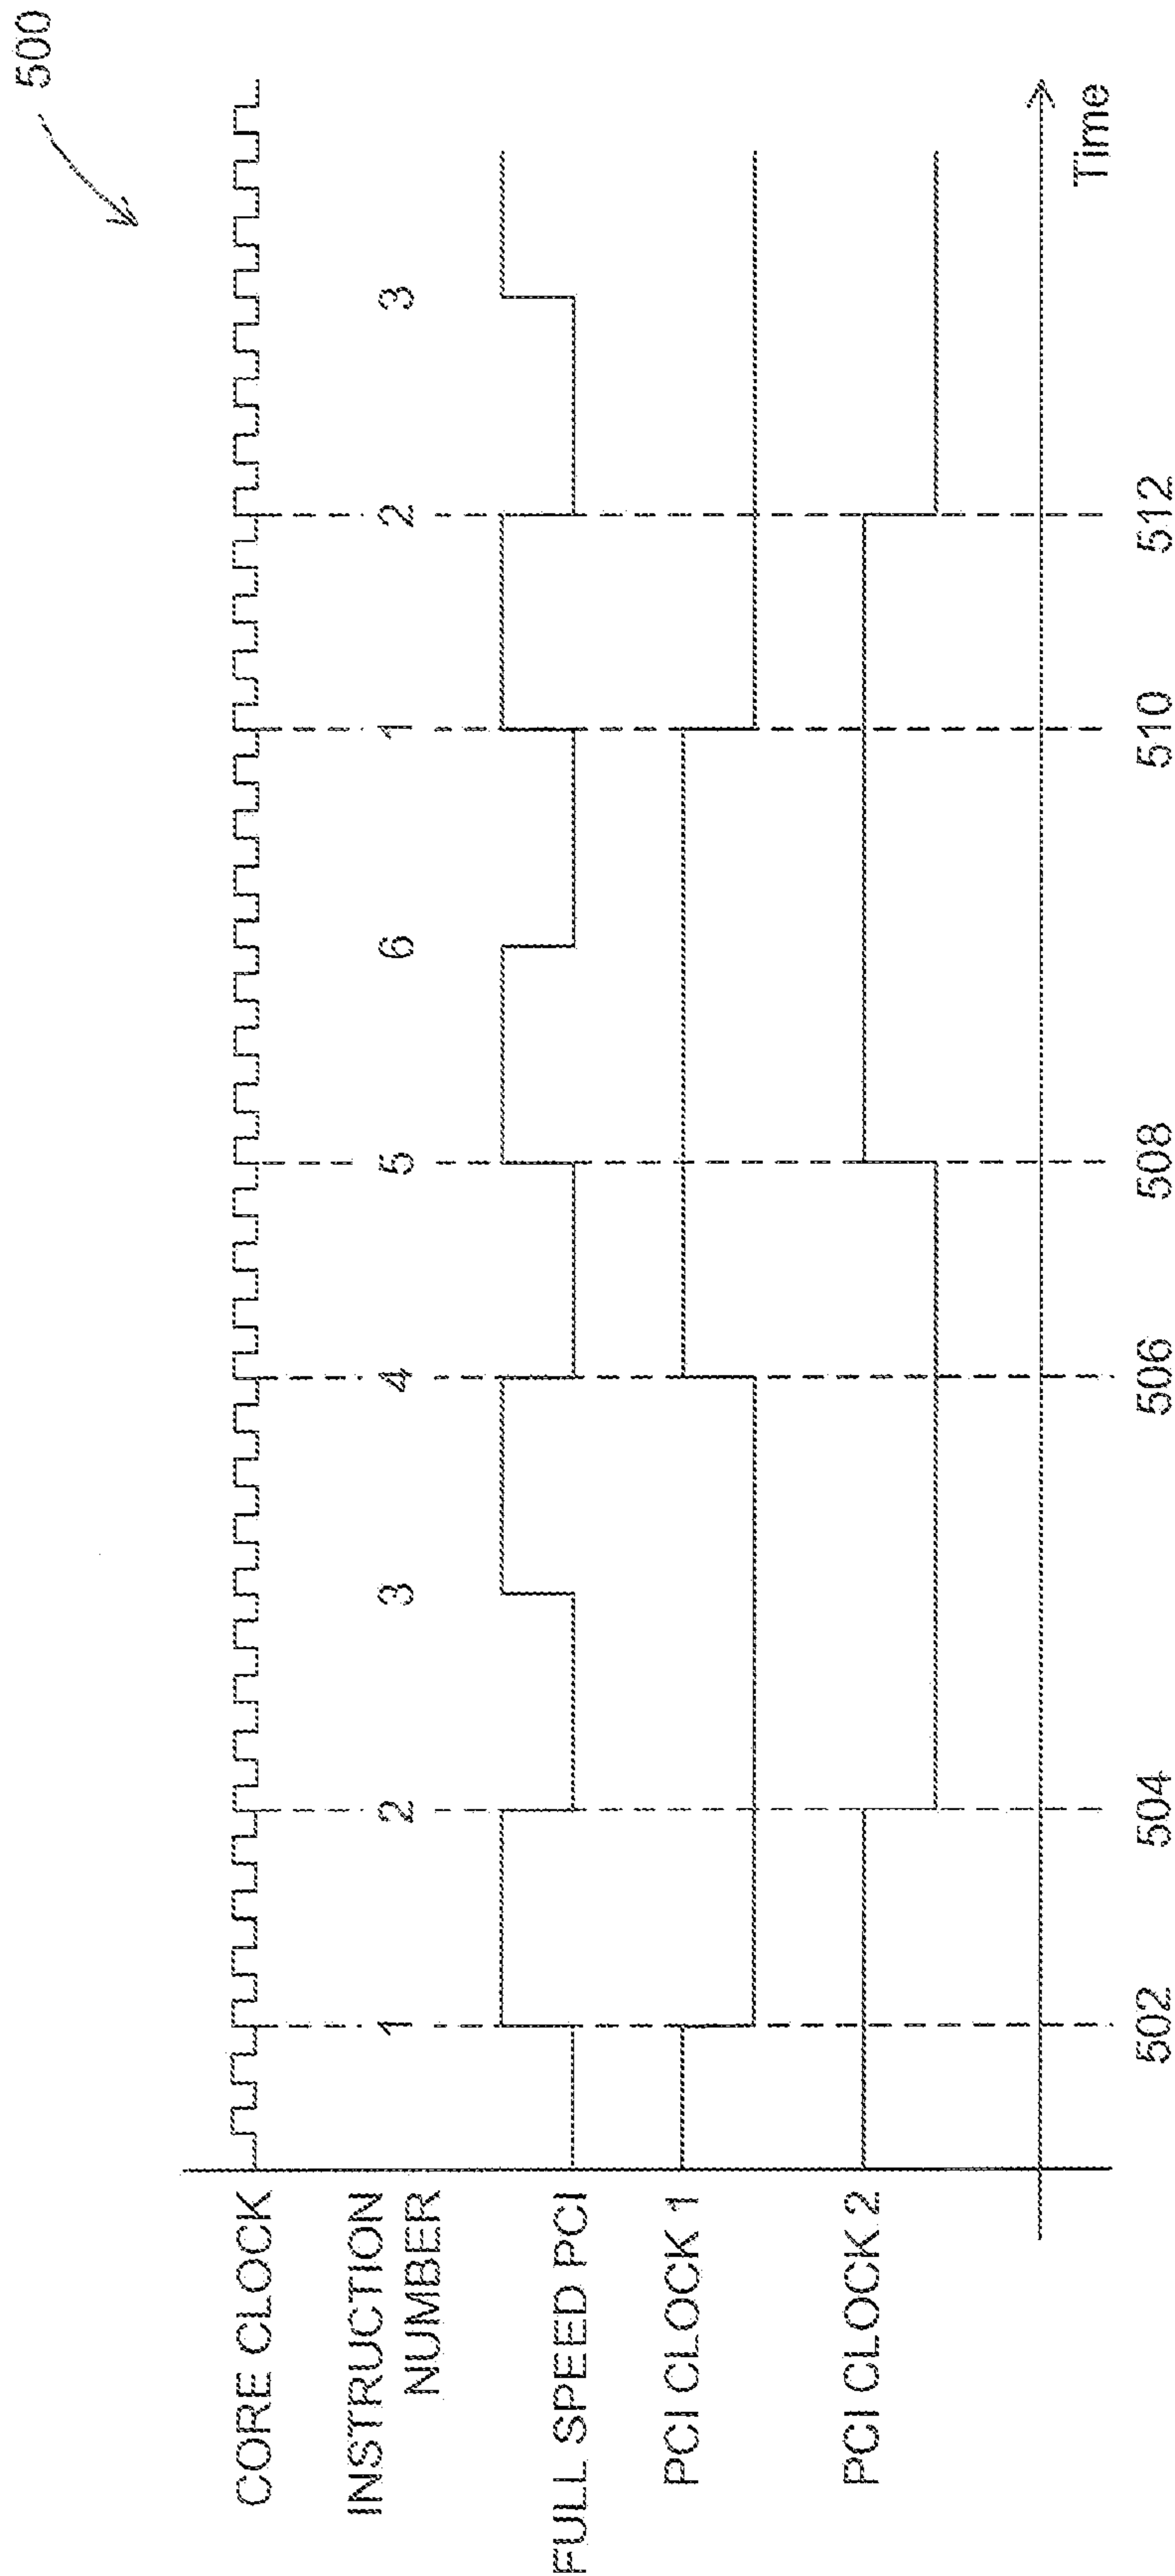 500
CORE CLOCK
INSTRUCTION
NUMBER
1 2 3 4 5 6 1 2 3
FULL SPEED PCI
PCI CLOCK 1
PCI CLOCK 2
Time
502 504 506 508 510 512